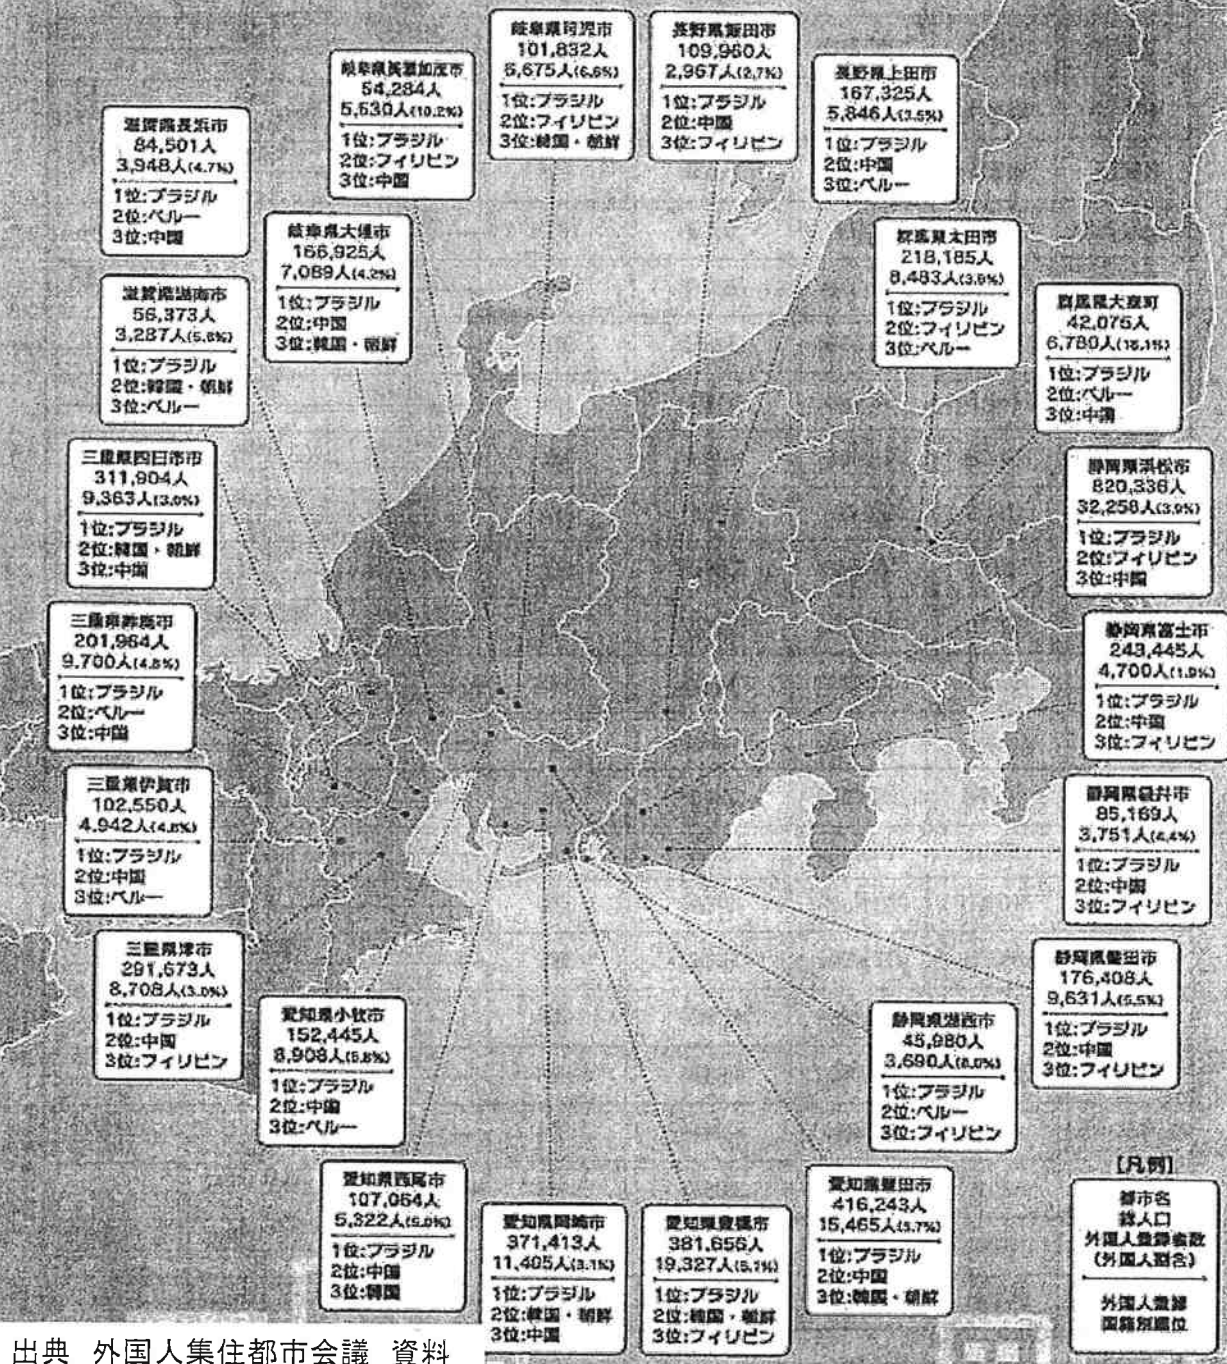 岐阜県可児市
101,832人
6,675人(6.6%)
1位:ブラジル
2位:フィリピン
3位:韓国・朝鮮
長野県飯田市
109,960人
2,967人(2.7%)
1位:ブラジル
2位:中国
3位:フィリピン
岐阜県美濃加茂市
54,284人
5,530人(10.2%)
1位:ブラジル
2位:フィリピン
3位:中国
長野県上田市
167,325人
5,846人(3.5%)
1位:ブラジル
2位:中国
3位:ペルー
滋賀県長浜市
84,501人
3,948人(4.7%)
1位:ブラジル
2位:ペルー
3位:中国
岐阜県大垣市
166,925人
7,089人(4.2%)
1位:ブラジル
2位:中国
3位:韓国・朝鮮
群馬県太田市
218,185人
8,483人(3.9%)
1位:ブラジル
2位:フィリピン
3位:ペルー
滋賀県湖南市
56,373人
3,287人(5.8%)
1位:ブラジル
2位:韓国・朝鮮
3位:ペルー
群馬県大泉町
42,075人
6,780人(16.1%)
1位:ブラジル
2位:ペルー
3位:中国
三重県四日市市
311,904人
9,363人(3.0%)
1位:ブラジル
2位:韓国・朝鮮
3位:中国
静岡県浜松市
820,336人
32,258人(3.9%)
1位:ブラジル
2位:フィリピン
3位:中国
三重県鈴鹿市
201,964人
9,700人(4.8%)
1位:ブラジル
2位:ペルー
3位:中国
静岡県富士市
243,445人
4,700人(1.9%)
1位:ブラジル
2位:中国
3位:フィリピン
三重県伊賀市
102,550人
4,942人(4.8%)
1位:ブラジル
2位:中国
3位:ペルー
静岡県袋井市
85,169人
3,751人(4.4%)
1位:ブラジル
2位:中国
3位:フィリピン
三重県津市
291,673人
8,708人(3.0%)
1位:ブラジル
2位:中国
3位:フィリピン
静岡県磐田市
176,408人
9,631人(5.5%)
1位:ブラジル
2位:中国
3位:フィリピン
愛知県小牧市
152,445人
8,908人(5.8%)
1位:ブラジル
2位:中国
3位:ペルー
静岡県湖西市
45,980人
3,690人(8.0%)
1位:ブラジル
2位:ペルー
3位:フィリピン
愛知県西尾市
107,064人
5,322人(5.0%)
1位:ブラジル
2位:中国
3位:韓国
愛知県岡崎市
371,413人
11,405人(3.1%)
1位:ブラジル
2位:韓国・朝鮮
3位:中国
愛知県豊橋市
381,656人
19,327人(5.1%)
1位:ブラジル
2位:韓国・朝鮮
3位:フィリピン
愛知県豊田市
416,243人
15,465人(3.7%)
1位:ブラジル
2位:中国
3位:韓国・朝鮮
[凡例]
都市名
総人口
外国人登録者数
(外国人割合)
外国人登録
国籍別順位
出典 外国人集住都市会議 資料